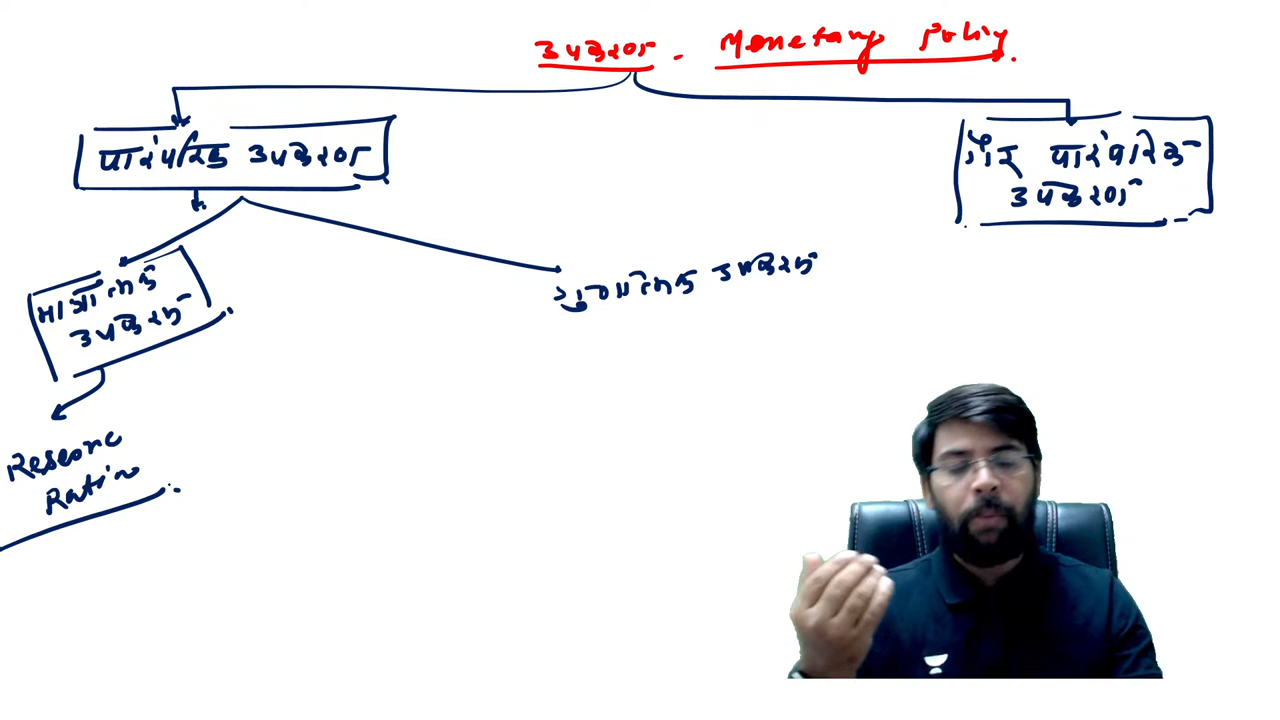 उपकरण - Monetary Policy.
पारंपरिक उपकरण
गैर पारंपरिक
उपकरण
मात्रात्मक
उपकरण
गुणात्मक उपकरण
Reserve
Ratio